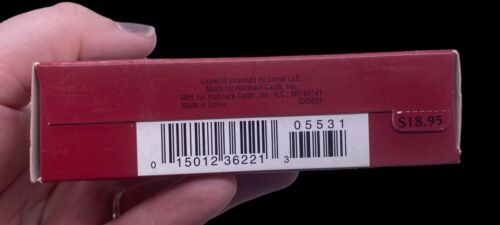 Lionel® Licensed by Lionel LLC
Made for Hallmark Cards, Inc.
Mfd. for Hallmark Cards, Inc. K.C., MO 64141
Made in China QX5531
$18.95
05531
0 15012 36221 3